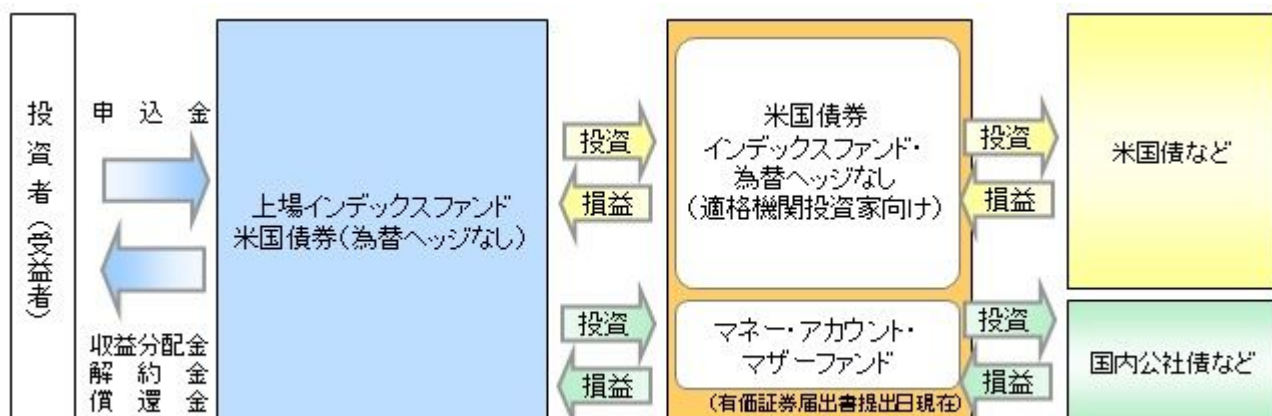 投資者(受益者)
申込金
収益分配金
解約金
償還金
上場インデックスファンド
米国債券(為替ヘッジなし)
投資
損益
投資
損益
米国債券
インデックスファンド・
為替ヘッジなし
(適格機関投資家向け)
マネー・アカウント・
マザーファンド
(有価証券届出書提出日現在)
投資
損益
投資
損益
米国債など
国内公社債など